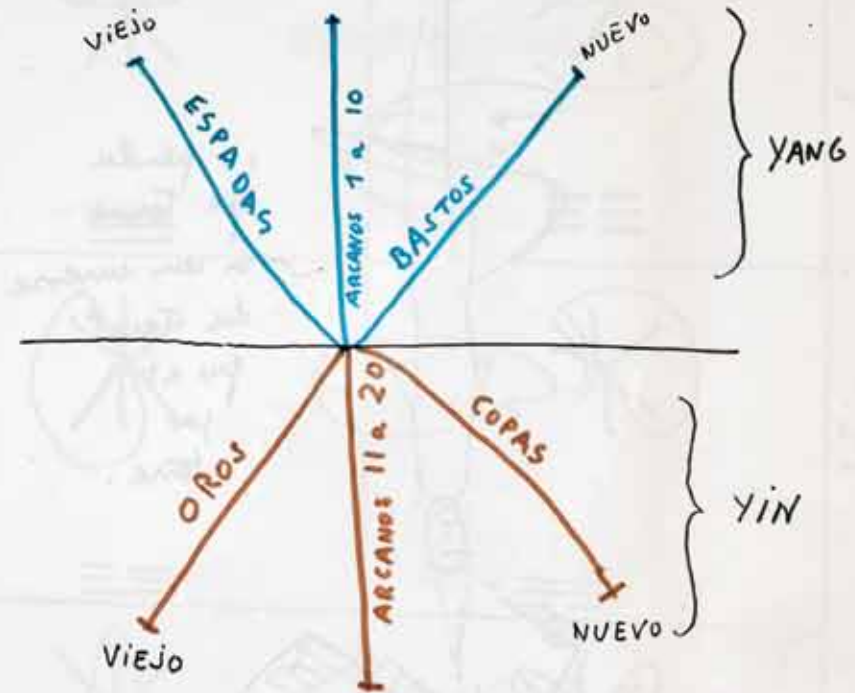 VIEJO
NUEVO
ESPADAS
ARCANOS 1 a 10
BASTOS
YANG
OROS
ARCANOS 11 a 20
COPAS
YIN
VIEJO
NUEVO